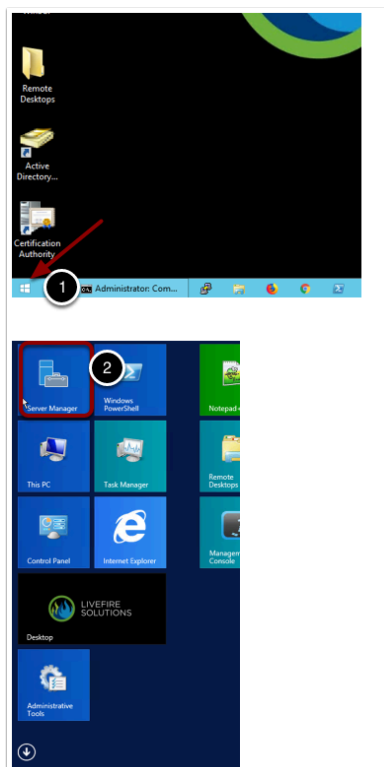 Remote
Desktops
Active
Directory...
Certification
Authority
1
Administrator: Com...
2
Server Manager
Windows
PowerShell
Notepad
This PC
Task Manager
Remote
Desktops
Control Panel
Internet Explorer
Managem
Console
LIVEFIRE
SOLUTIONS
Desktop
Administrative
Tools